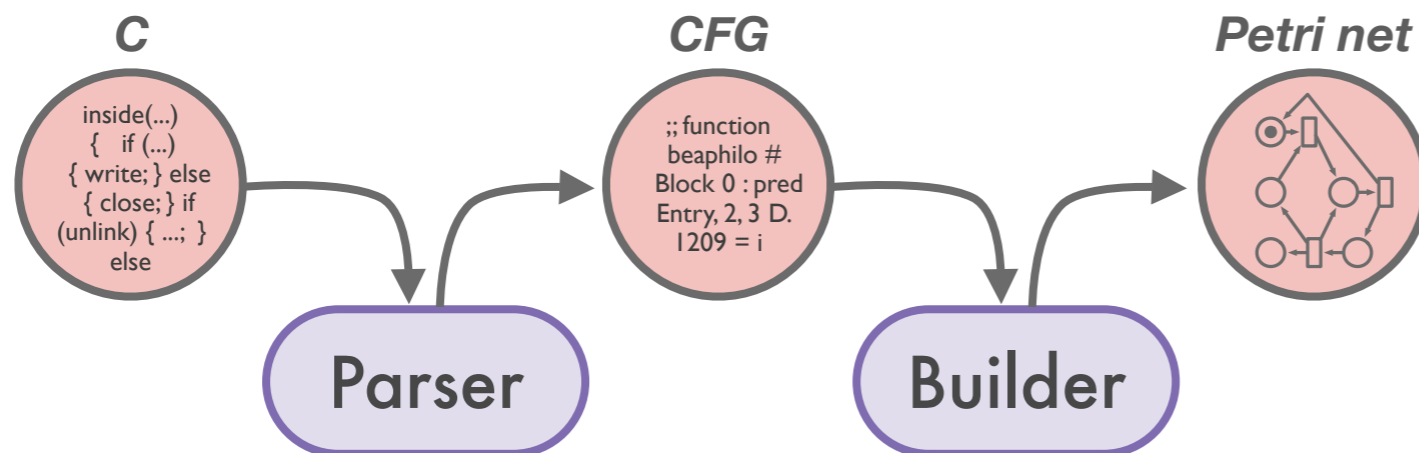 C
CFG
Petri net
inside(...)
{ if (...)
{ write; } else
{ close; } if
(unlink) { ...; }
else
;; function
beaphilo #
Block 0 : pred
Entry, 2, 3 D.
1209 = i
Parser
Builder